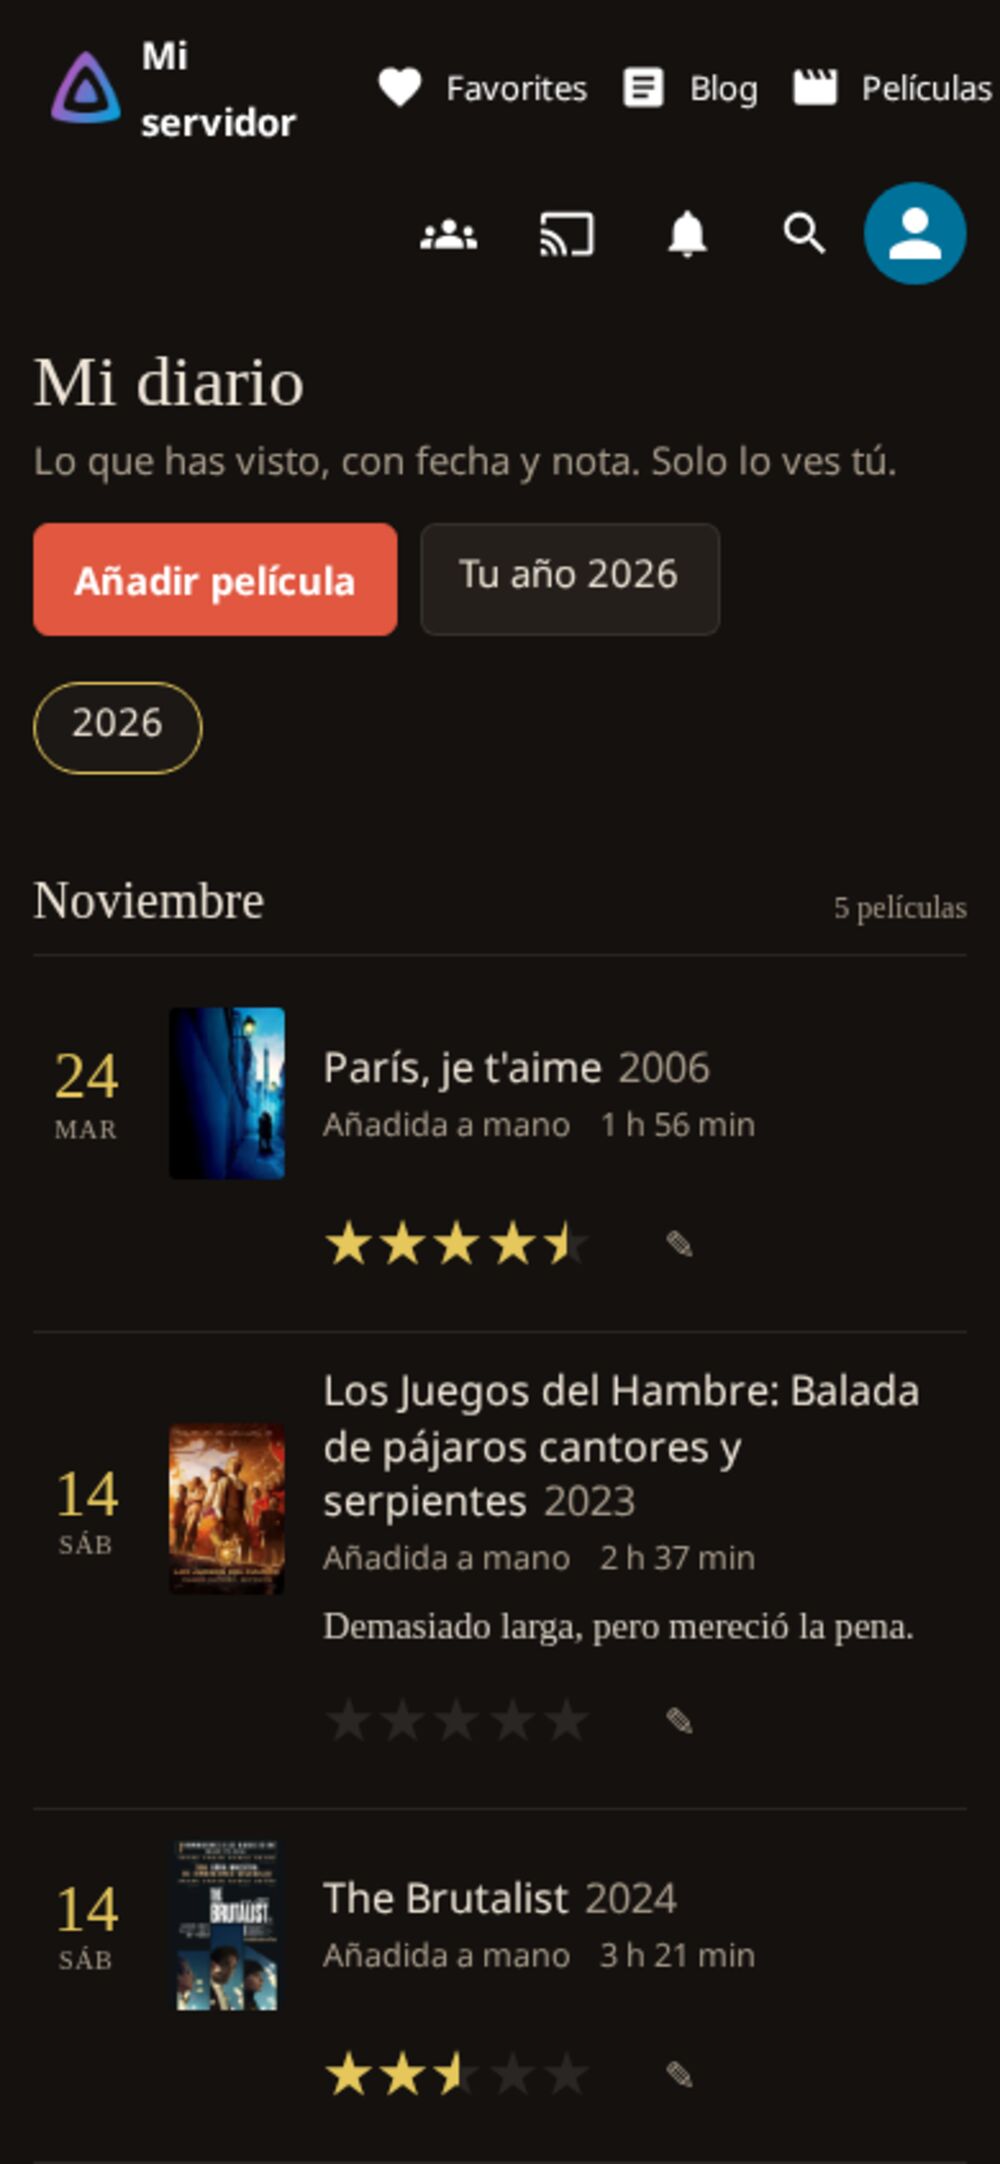 Mi
servidor
Favorites
Blog
Películas
Mi diario
Lo que has visto, con fecha y nota. Solo lo ves tú.
Añadir película
Tu año 2026
2026
Noviembre
5 películas
24
MAR
París, je t'aime 2006
Añadida a mano 1 h 56 min
14
SÁB
Los Juegos del Hambre: Balada
de pájaros cantores y
serpientes 2023
Añadida a mano 2 h 37 min
Demasiado larga, pero mereció la pena.
14
SÁB
THE
BRUTALIST
The Brutalist 2024
Añadida a mano 3 h 21 min